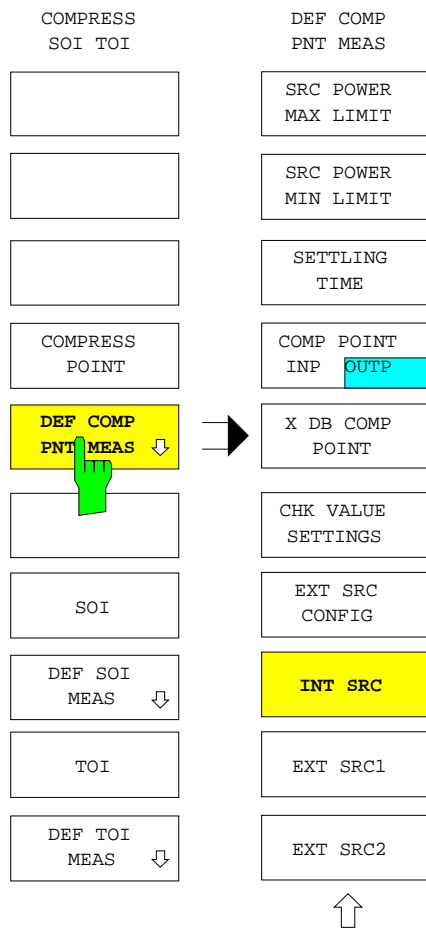 COMPRESS
SOI TOI
COMPRESS
POINT
DEF COMP
PNT MEAS
SOI
DEF SOI
MEAS
TOI
DEF TOI
MEAS
DEF COMP
PNT MEAS
SRC POWER
MAX LIMIT
SRC POWER
MIN LIMIT
SETTLING
TIME
COMP POINT
INP OUTP
X DB COMP
POINT
CHK VALUE
SETTINGS
EXT SRC
CONFIG
INT SRC
EXT SRC1
EXT SRC2